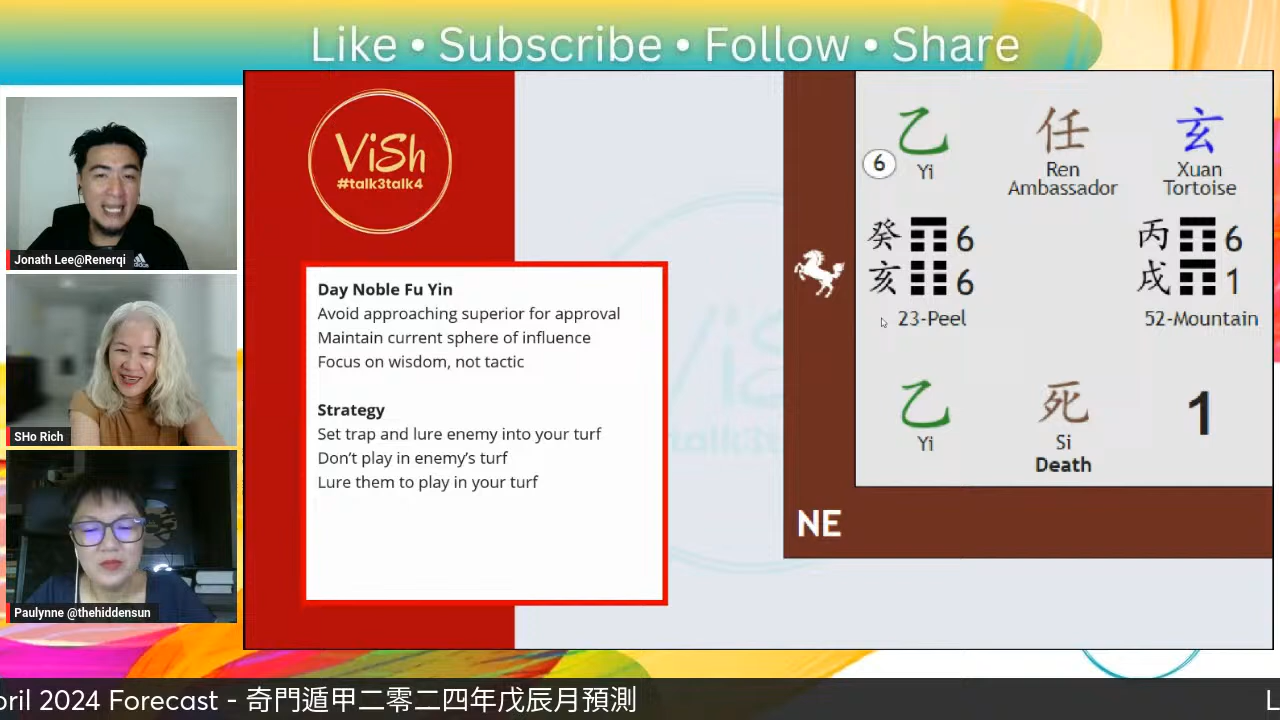 Like • Subscribe • Follow • Share
Jonath Lee@Renerqi
SHo Rich
Paulynne @thehiddensun
ViSh
#talk3talk4
Day Noble Fu Yin
Avoid approaching superior for approval
Maintain current sphere of influence
Focus on wisdom, not tactic
Strategy
Set trap and lure enemy into your turf
Don't play in enemy's turf
Lure them to play in your turf
乙 任 玄
6 Yi Ren Xuan
Ambassador Tortoise
癸 6 丙 6
亥 6 戌 1
23-Peel 52-Mountain
乙 死 1
Yi Si
Death
NE
pril 2024 Forecast - 奇門遁甲二零二四年戊辰月預測
L